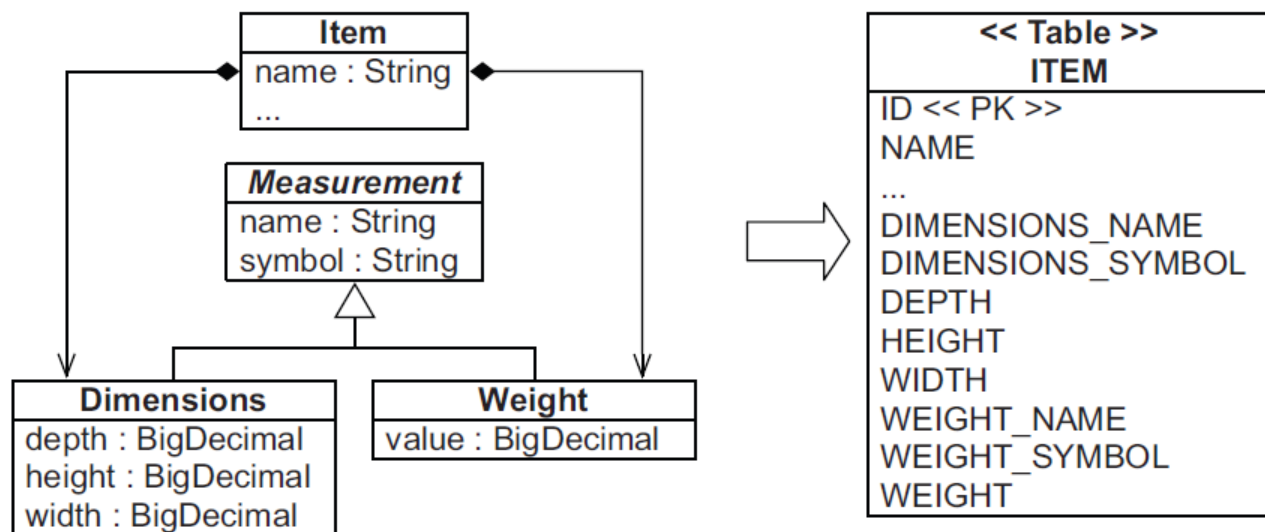 Item
name : String
...
Measurement
name : String
symbol : String
Dimensions
depth : BigDecimal
height : BigDecimal
width : BigDecimal
Weight
value : BigDecimal
<< Table >>
ITEM
ID << PK >>
NAME
...
DIMENSIONS_NAME
DIMENSIONS_SYMBOL
DEPTH
HEIGHT
WIDTH
WEIGHT_NAME
WEIGHT_SYMBOL
WEIGHT